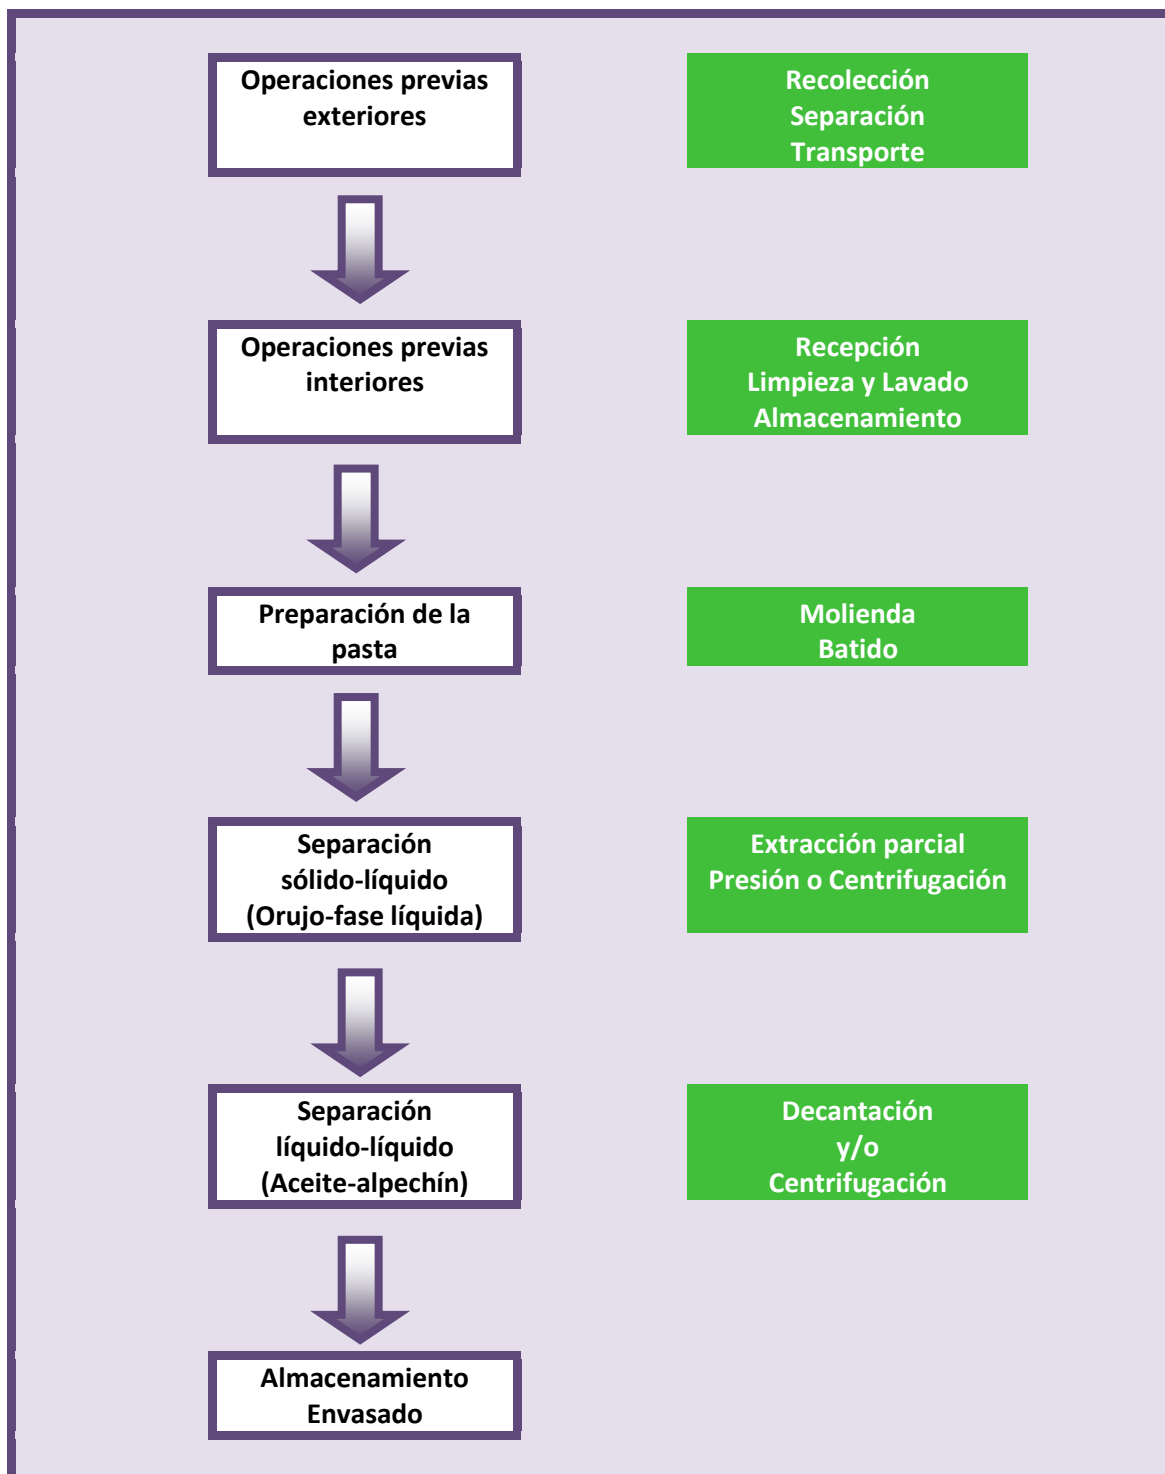 Operaciones previas
exteriores
Recolección
Separación
Transporte
Operaciones previas
interiores
Recepción
Limpieza y Lavado
Almacenamiento
Preparación de la
pasta
Molienda
Batido
Separación
sólido-líquido
(Orujo-fase líquida)
Extracción parcial
Presión o Centrifugación
Separación
líquido-líquido
(Aceite-alpechín)
Decantación
y/o
Centrifugación
Almacenamiento
Envasado